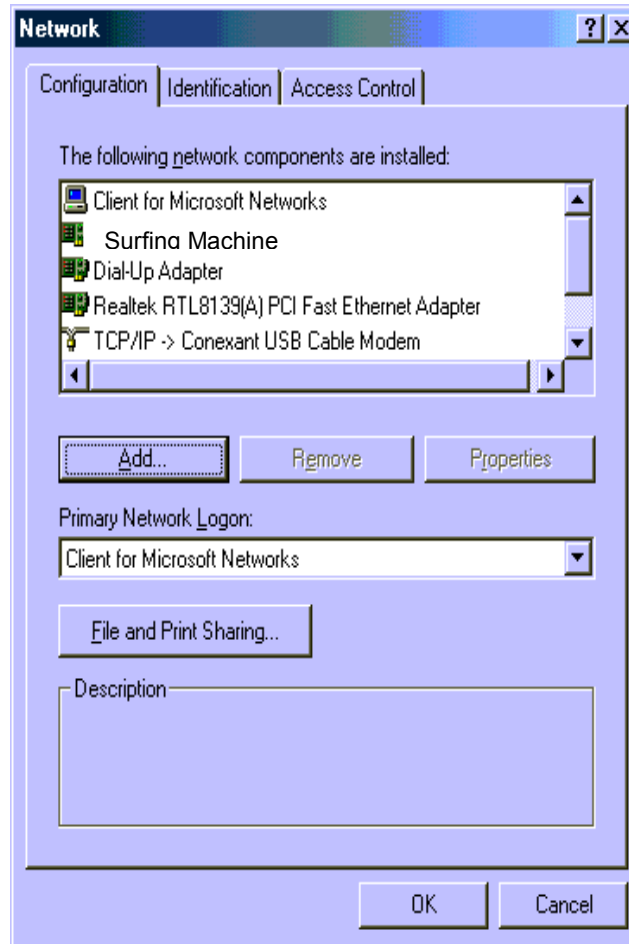 Network
Configuration Identification Access Control
The following network components are installed:
Client for Microsoft Networks
Surfing Machine
Dial-Up Adapter
Realtek RTL8139(A) PCI Fast Ethernet Adapter
TCP/IP -> Conexant USB Cable Modem
Add... Remove Properties
Primary Network Logon:
Client for Microsoft Networks
File and Print Sharing...
Description
OK Cancel